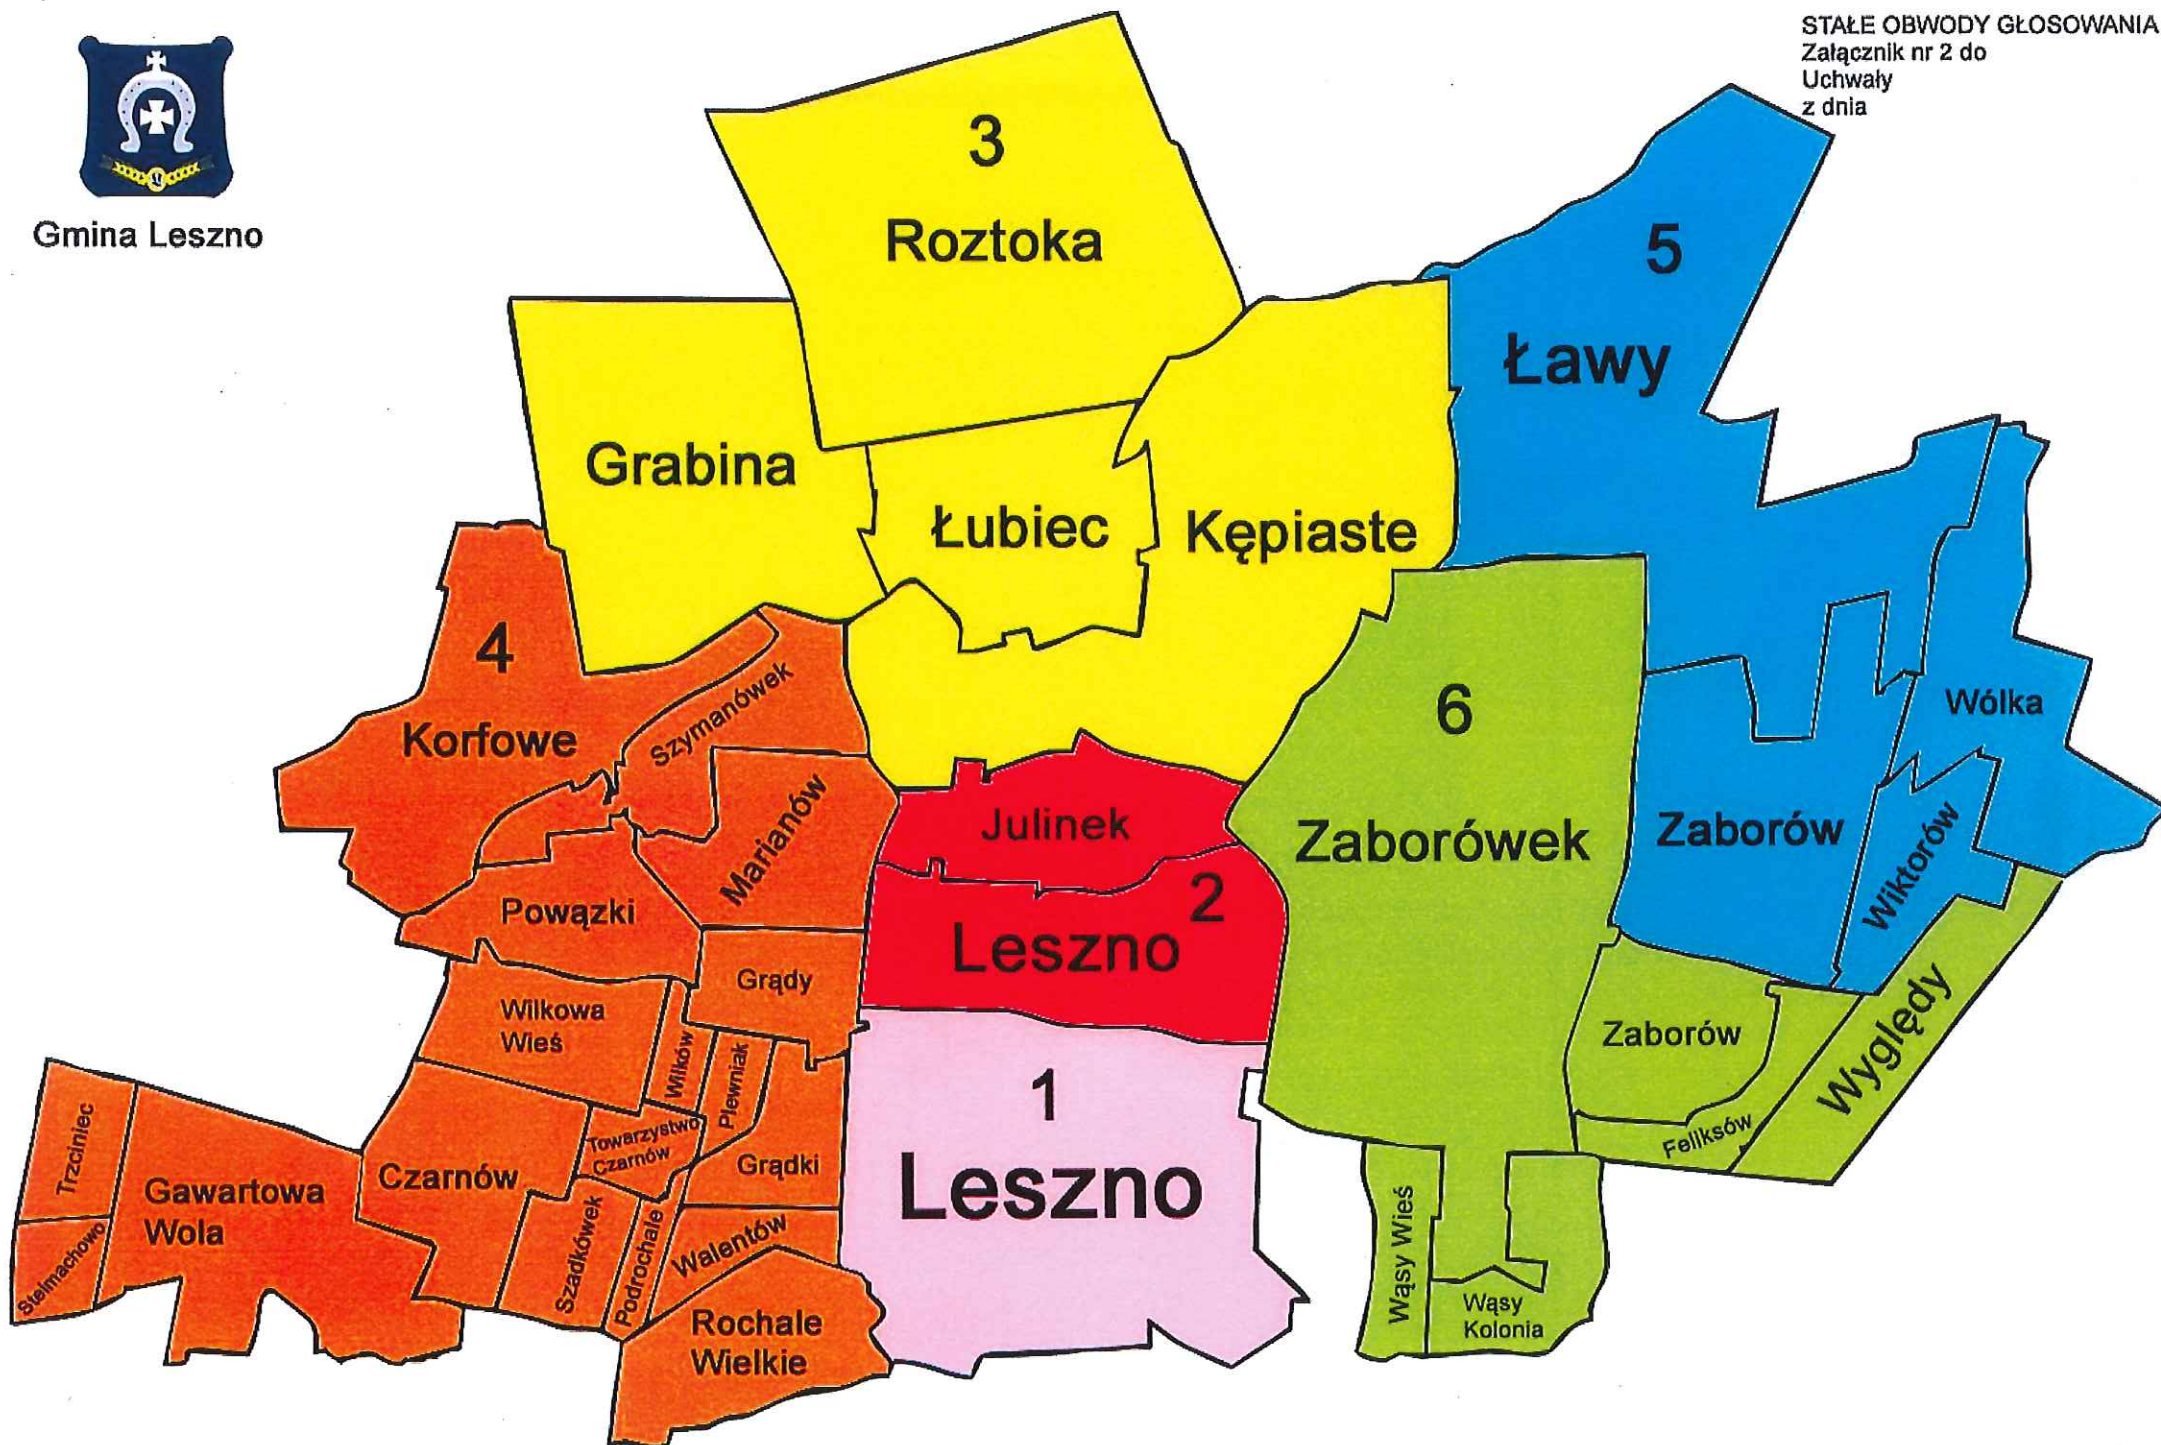 STAŁE OBWODY GŁOSOWANIA
Załącznik nr 2 do
Uchwały
z dnia
Gmina Leszno
3
Roztoka
5
Ławy
Grabina
Łubiec
Kępiaste
4
Korfowe
Szymanówek
6
Wólka
Julinek
Zaborówek
Zaborów
Marianów
Wiktorów
Powązki
2
Leszno
Grądy
Wilkowa
Wieś
Wilków
Plewniak
Zaborów
Wyględy
Feliksów
1
Leszno
Trzciniec
Towarzystwo
Czarnów
Grądki
Czarnów
Gawartowa
Wola
Stelmachowo
Szadkówek
Podrochale
Walentów
Wąsy Wieś
Wąsy
Kolonia
Rochale
Wielkie